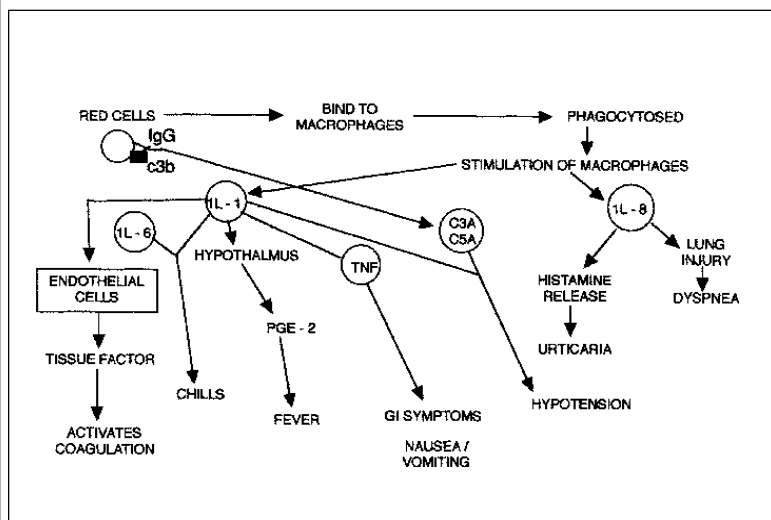 RED CELLS
BIND TO
MACROPHAGES
PHAGOCYTOSED
IgG
c3b
STIMULATION OF MACROPHAGES
1L - 1
1L - 6
C3A
C5A
1L - 8
HYPOTHALMUS
TNF
LUNG
INJURY
ENDOTHELIAL
CELLS
HISTAMINE
RELEASE
DYSPNEA
PGE - 2
TISSUE FACTOR
URTICARIA
CHILLS
FEVER
GI SYMPTOMS
HYPOTENSION
ACTIVATES
COAGULATION
NAUSEA /
VOMITING